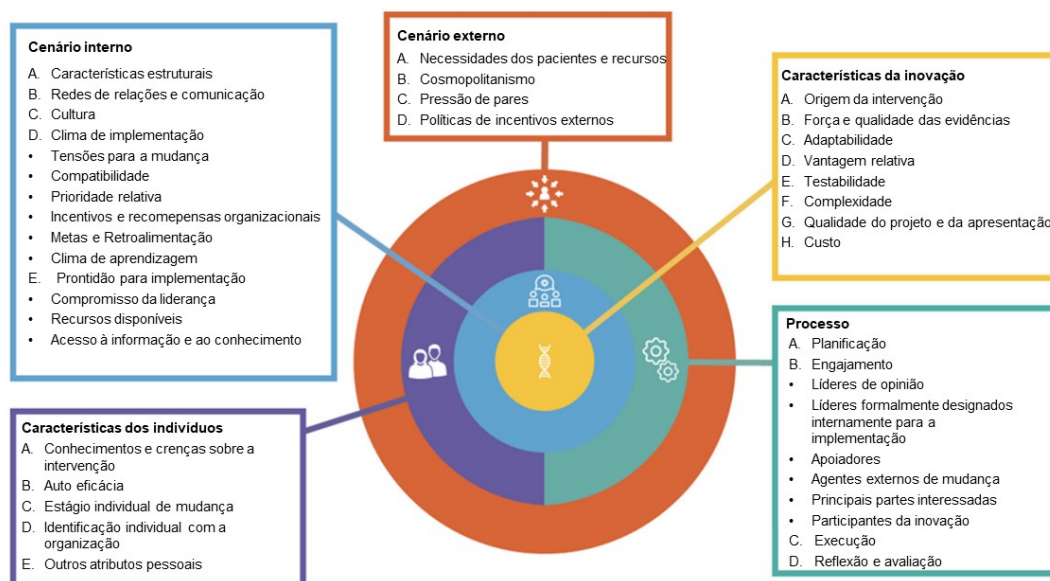 Cenário interno
A. Características estruturais
B. Redes de relações e comunicação
C. Cultura
D. Clima de implementação
• Tensões para a mudança
• Compatibilidade
• Prioridade relativa
• Incentivos e recomepensas organizacionais
• Metas e Retroalimentação
• Clima de aprendizagem
E. Prontidão para implementação
• Compromisso da liderança
• Recursos disponíveis
• Acesso à informação e ao conhecimento
Cenário externo
A. Necessidades dos pacientes e recursos
B. Cosmopolitanismo
C. Pressão de pares
D. Políticas de incentivos externos
Características da inovação
A. Origem da intervenção
B. Força e qualidade das evidências
C. Adaptabilidade
D. Vantagem relativa
E. Testabilidade
F. Complexidade
G. Qualidade do projeto e da apresentação
H. Custo
Características dos indivíduos
A. Conhecimentos e crenças sobre a
intervenção
B. Auto eficácia
C. Estágio individual de mudança
D. Identificação individual com a
organização
E. Outros atributos pessoais
Processo
A. Planificação
B. Engajamento
• Líderes de opinião
• Líderes formalmente designados
internamente para a
implementação
• Apoiadores
• Agentes externos de mudança
• Principais partes interessadas
• Participantes da inovação
C. Execução
D. Reflexão e avaliação